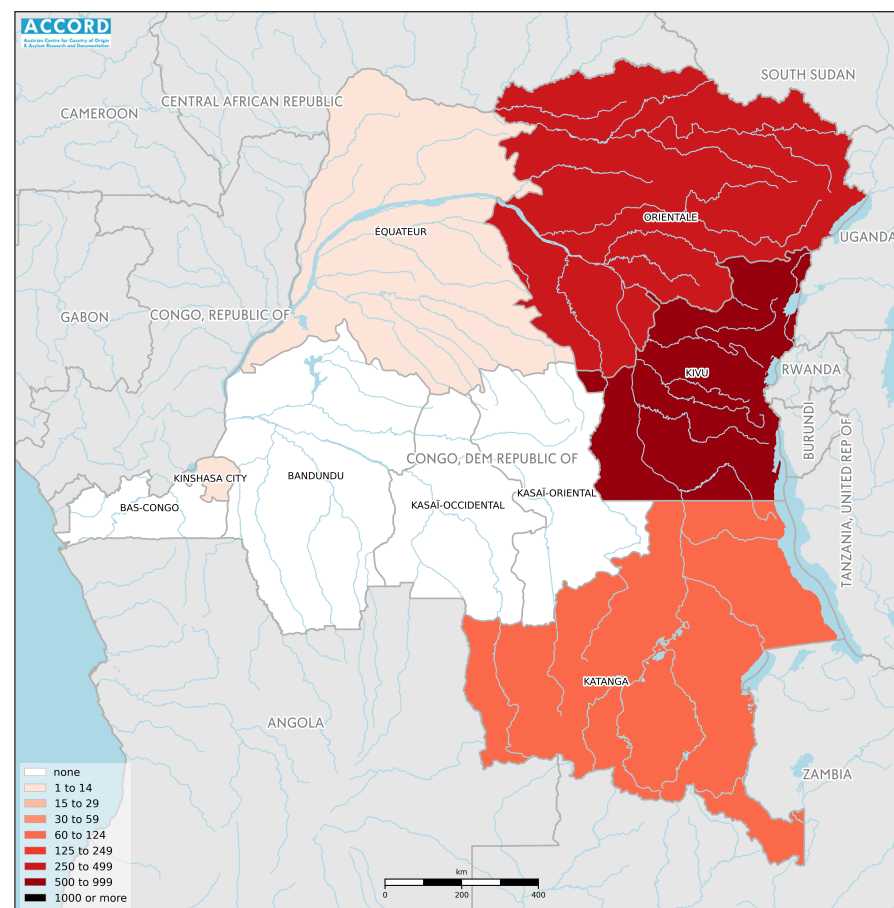 ACCORD
Austrian Centre for Country of Origin
& Asylum Research and Documentation
SOUTH SUDAN
CENTRAL AFRICAN REPUBLIC
CAMEROON
ORIENTALE
ÉQUATEUR
UGANDA
GABON
CONGO, REPUBLIC OF
KIVU
RWANDA
BURUNDI
TANZANIA, UNITED REP OF
CONGO, DEM REPUBLIC OF
KINSHASA CITY
BANDUNDU
KASAÏ-ORIENTAL
KASAÏ-OCCIDENTAL
BAS-CONGO
KATANGA
ANGOLA
ZAMBIA
none
1 to 14
15 to 29
30 to 59
60 to 124
125 to 249
250 to 499
500 to 999
1000 or more
km
0 200 400